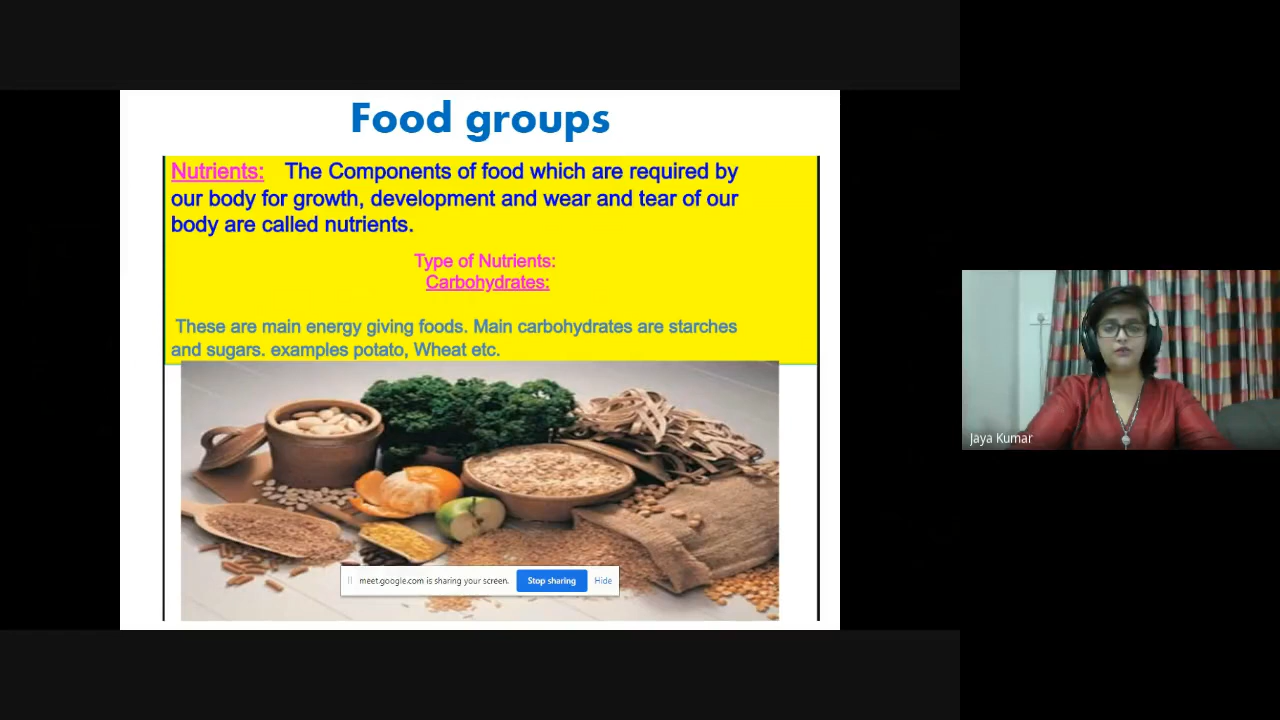 Food groups
Nutrients: The Components of food which are required by
our body for growth, development and wear and tear of our
body are called nutrients.
Type of Nutrients:
Carbohydrates:
These are main energy giving foods. Main carbohydrates are starches
and sugars. examples potato, Wheat etc.
meet.google.com is sharing your screen. Stop sharing Hide
Jaya Kumar